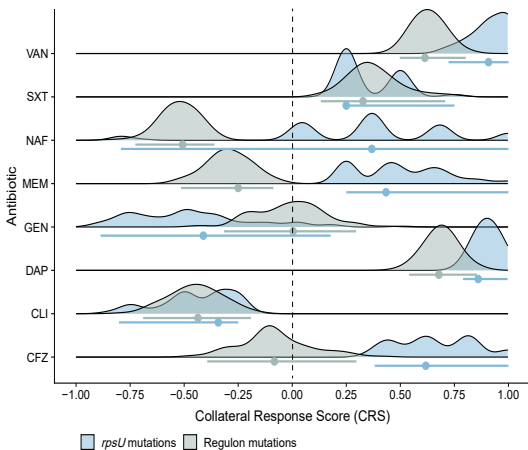 Antibiotic
VAN
SXT
NAF
MEM
GEN
DAP
CLI
CFZ
−1.00 −0.75 −0.50 −0.25 0.00 0.25 0.50 0.75 1.00
Collateral Response Score (CRS)
rpsU mutations Regulon mutations